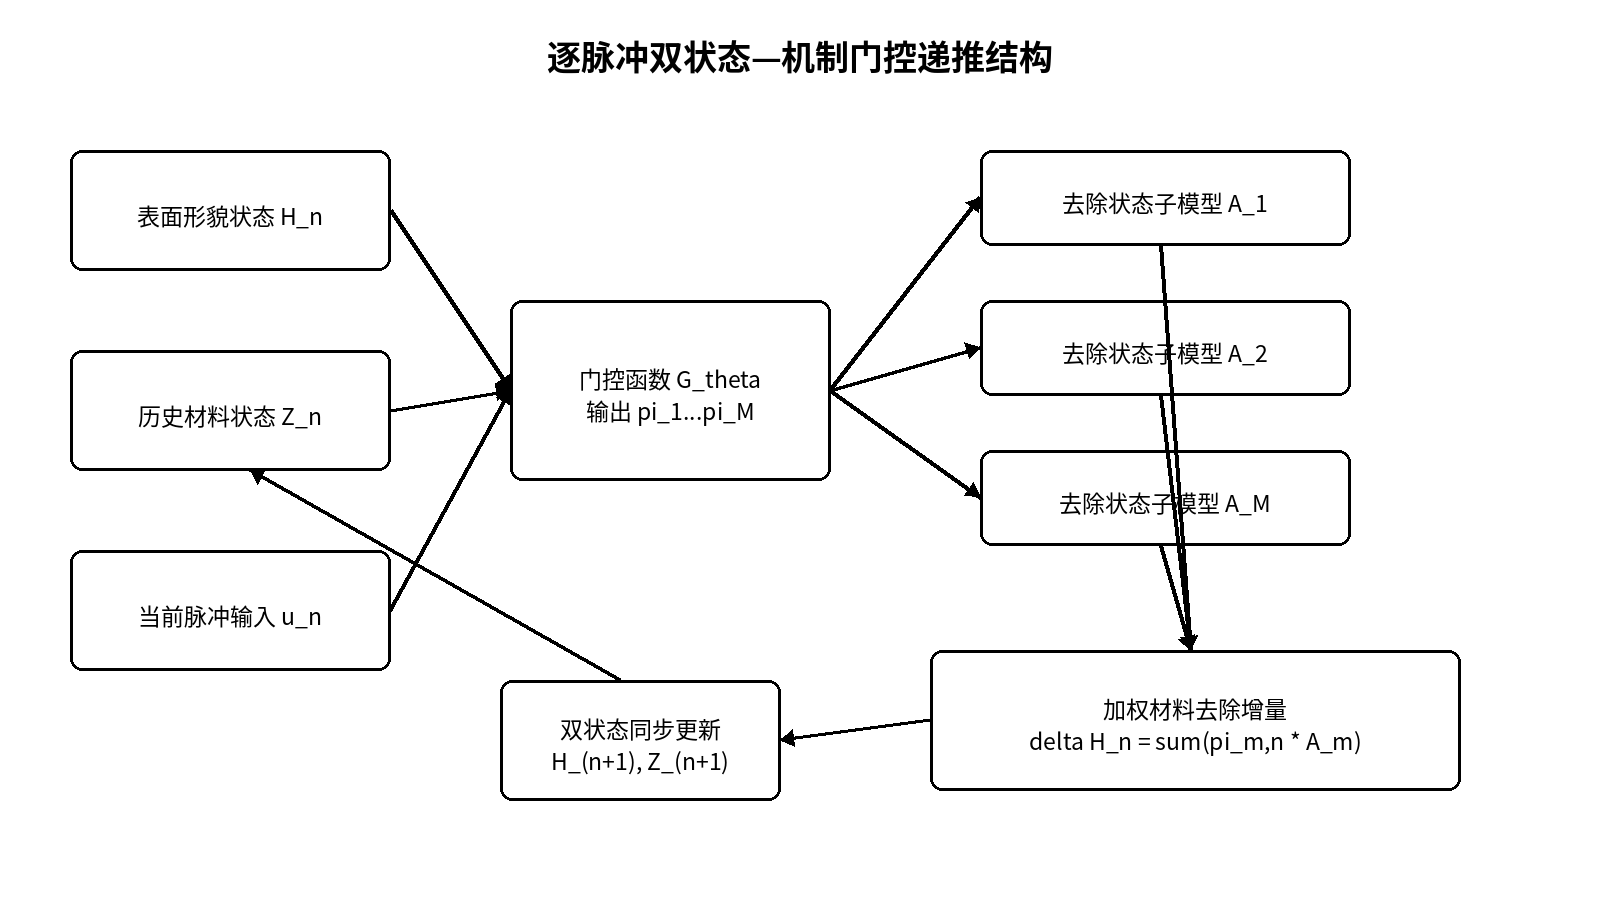 逐脉冲双状态—机制门控递推结构
表面形貌状态 H_n
历史材料状态 Z_n
当前脉冲输入 u_n
门控函数 G_theta
输出 pi_1...pi_M
去除状态子模型 A_1
去除状态子模型 A_2
去除状态子模型 A_M
加权材料去除增量
delta H_n = sum(pi_m,n * A_m)
双状态同步更新
H_(n+1), Z_(n+1)